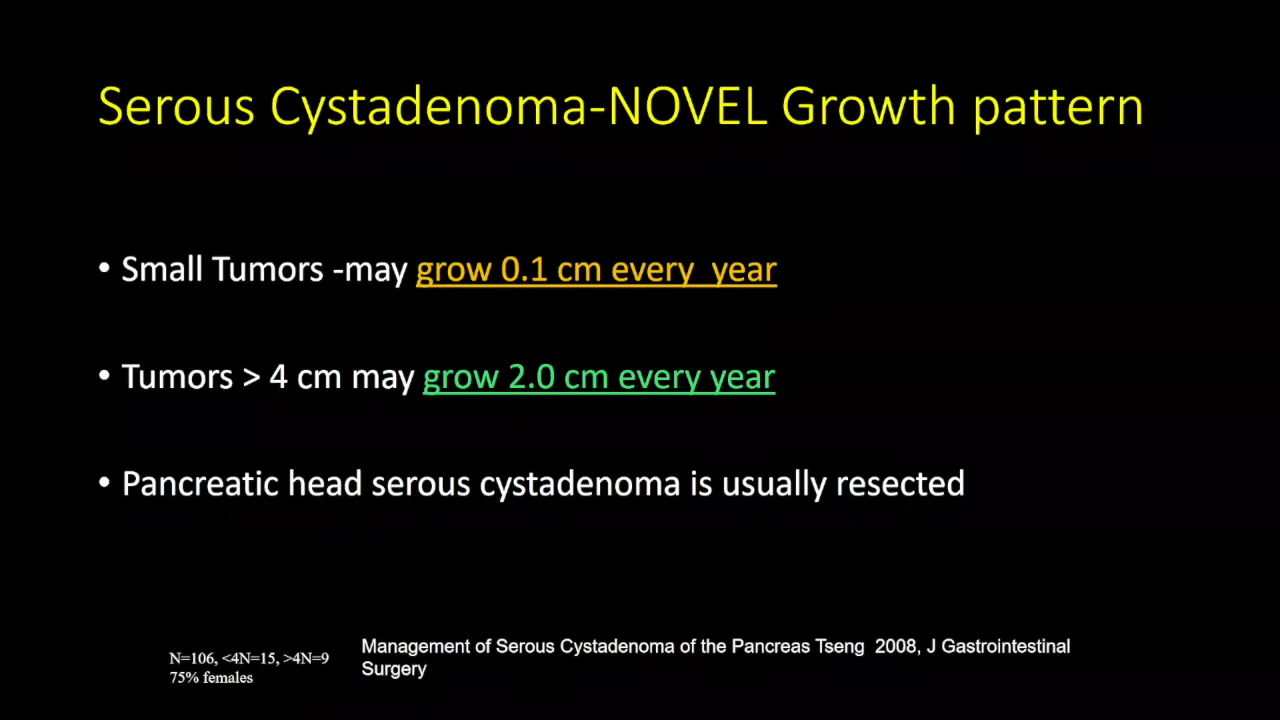 Serous Cystadenoma-NOVEL Growth pattern
• Small Tumors -may grow 0.1 cm every  year
• Tumors > 4 cm may grow 2.0 cm every year
• Pancreatic head serous cystadenoma is usually resected
N=106, <4N=15, >4N=9
75% females
Management of Serous Cystadenoma of the Pancreas Tseng  2008, J Gastrointestinal
Surgery